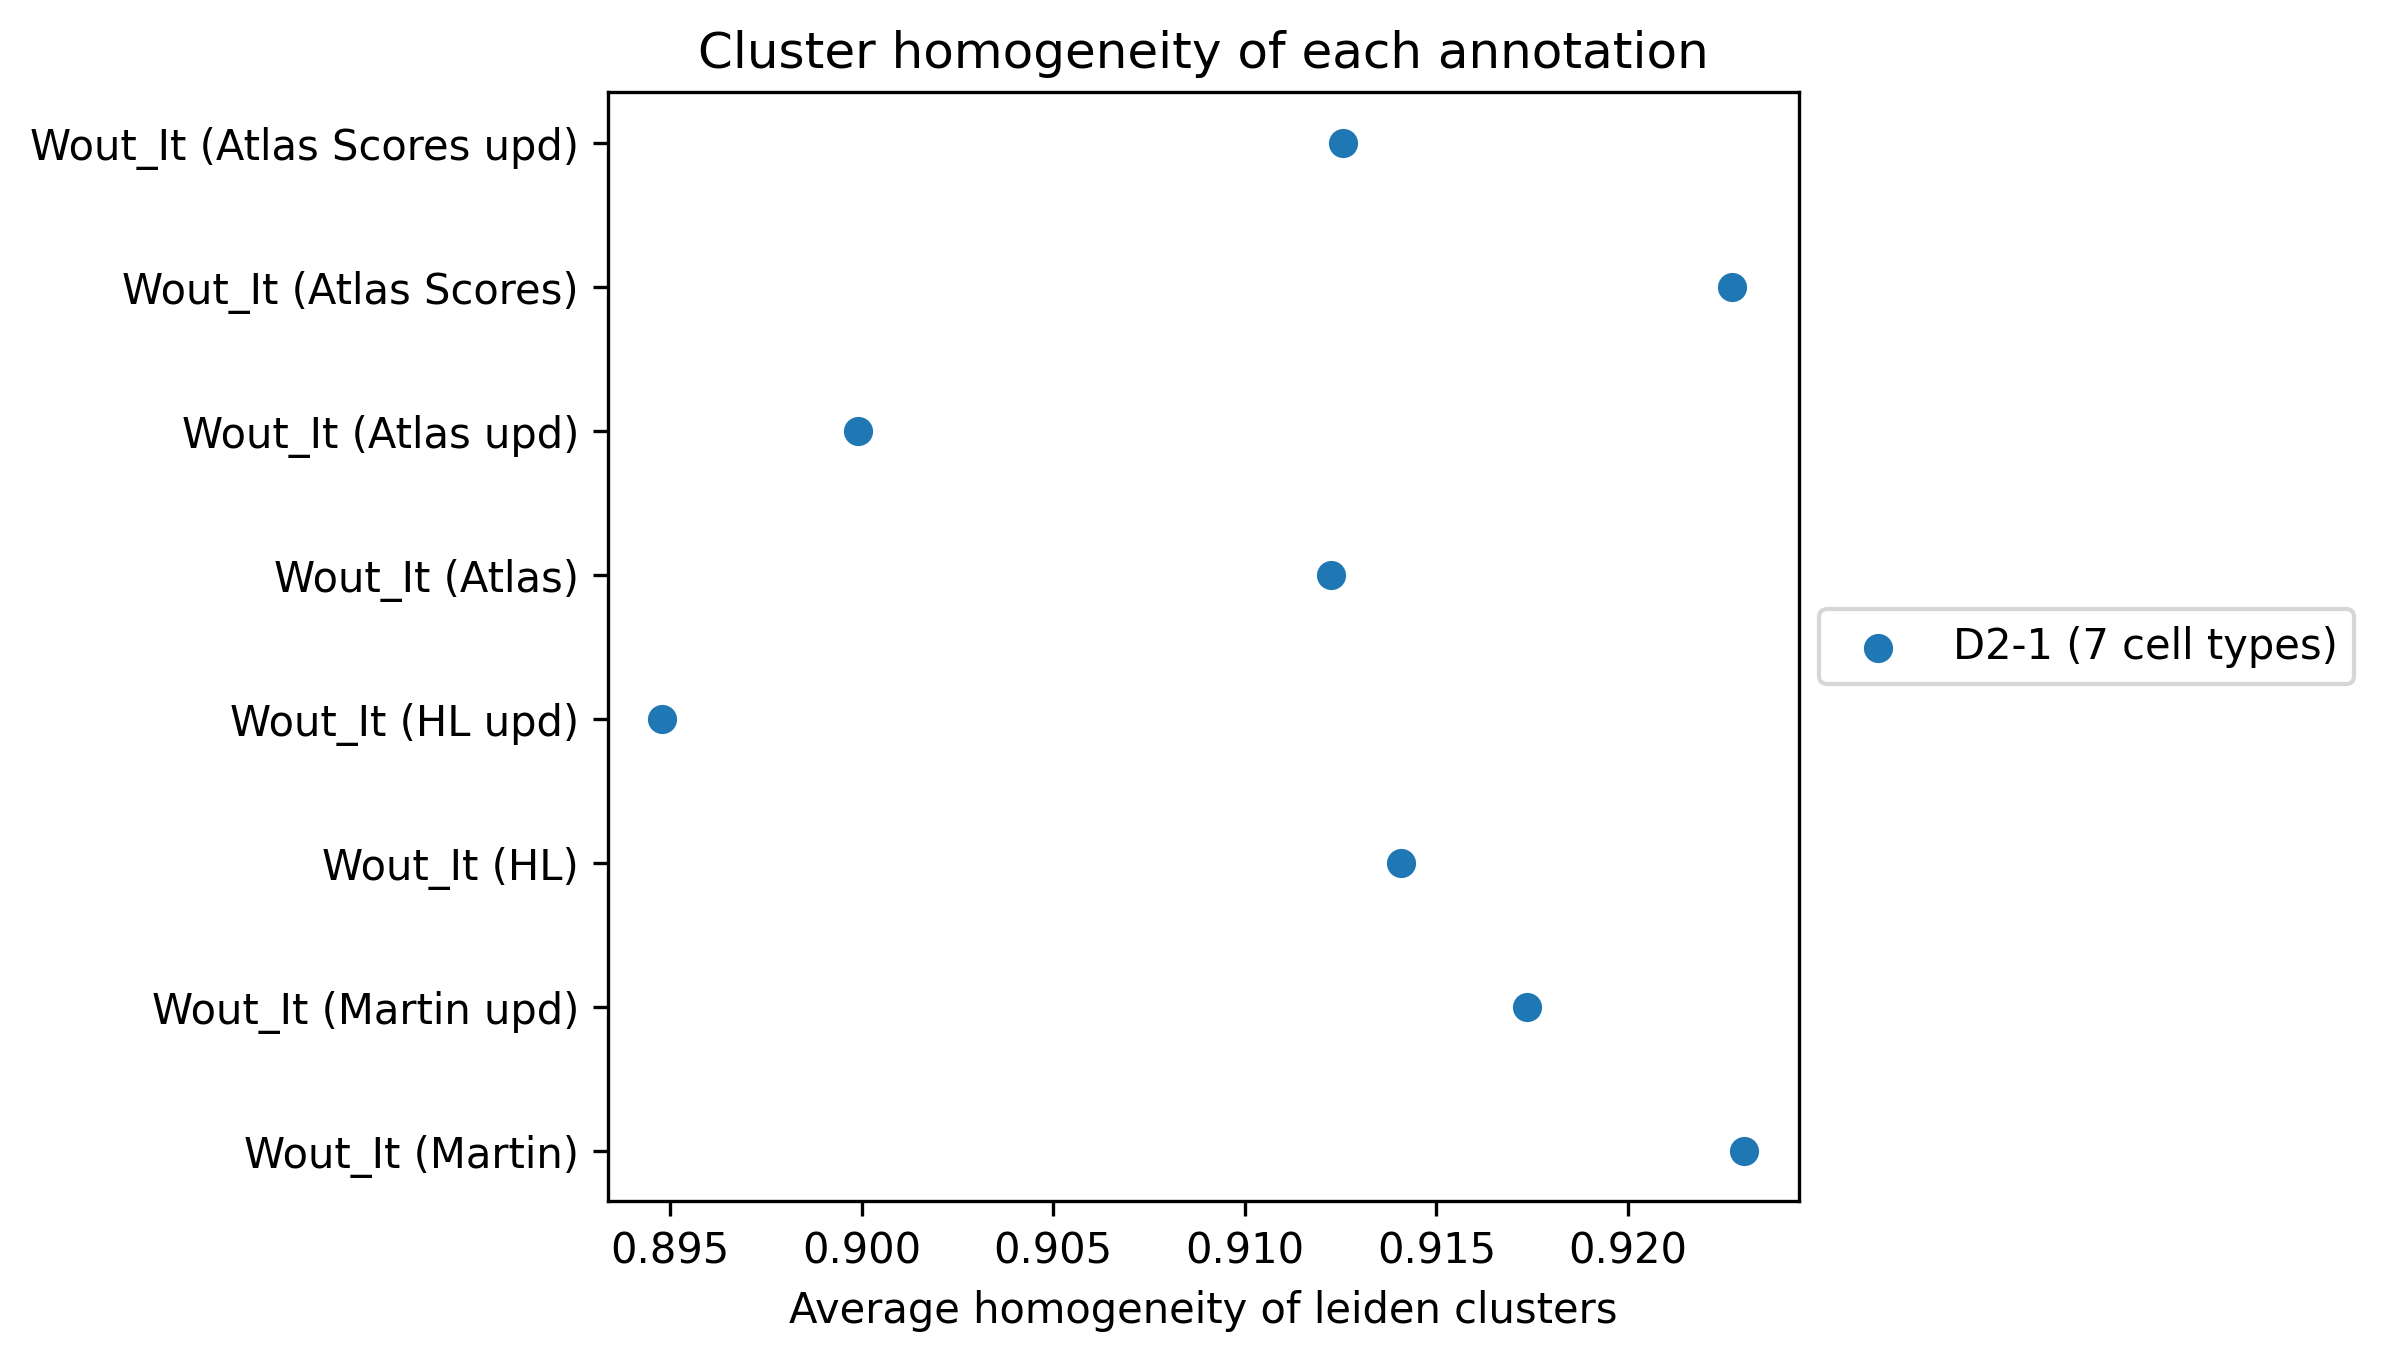 Cluster homogeneity of each annotation
Wout_It (Atlas Scores upd)
Wout_It (Atlas Scores)
Wout_It (Atlas upd)
Wout_It (Atlas)
Wout_It (HL upd)
Wout_It (HL)
Wout_It (Martin upd)
Wout_It (Martin)
0.895 0.900 0.905 0.910 0.915 0.920
Average homogeneity of leiden clusters
D2-1 (7 cell types)